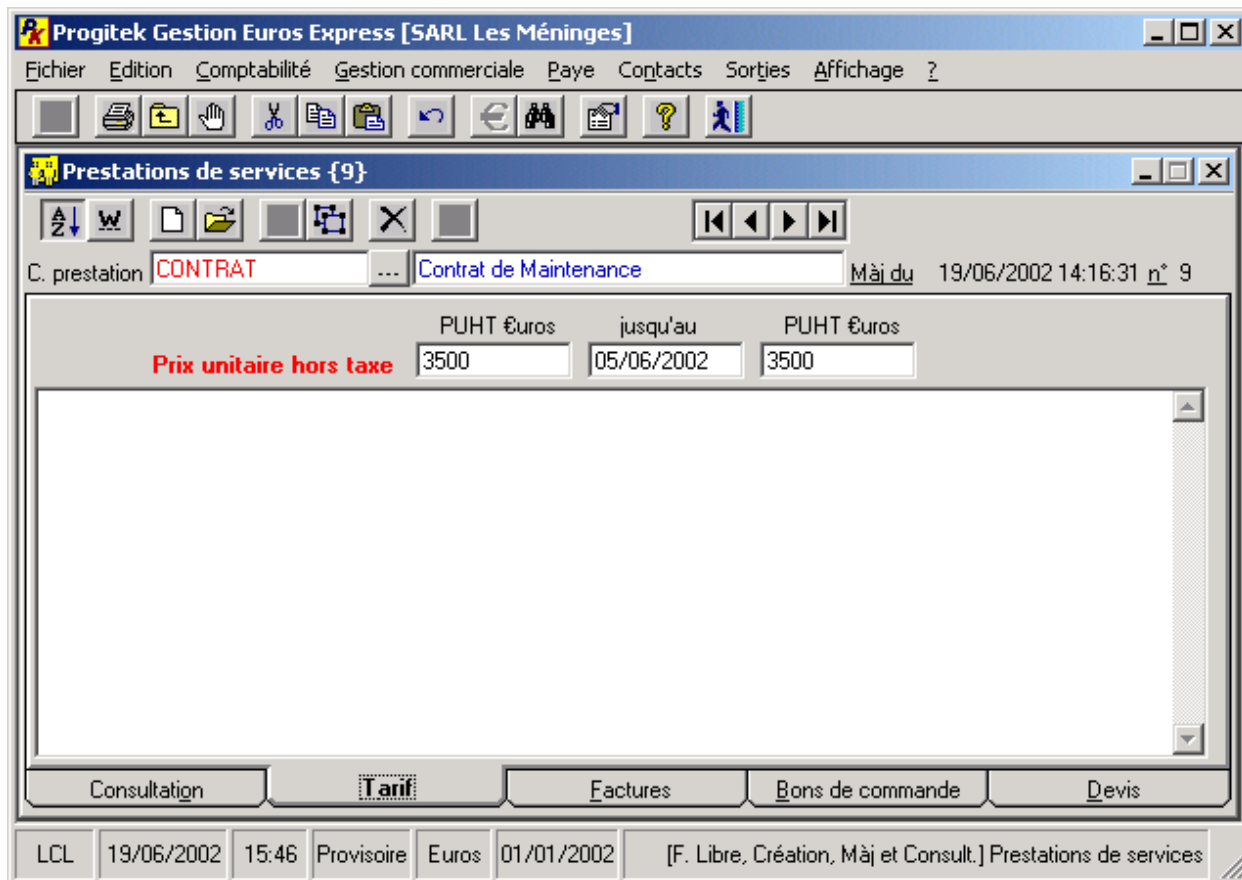 Progitek Gestion Euros Express [SARL Les Méninges]
Fichier Edition Comptabilité Gestion commerciale Paye Contacts Sorties Affichage ?
Prestations de services {9}
C. prestation CONTRAT ... Contrat de Maintenance Màj du 19/06/2002 14:16:31 n° 9
PUHT €uros jusqu'au PUHT €uros
Prix unitaire hors taxe 3500 05/06/2002 3500
Consultation Tarif Factures Bons de commande Devis
LCL 19/06/2002 15:46 Provisoire Euros 01/01/2002 [F. Libre, Création, Màj et Consult.] Prestations de services